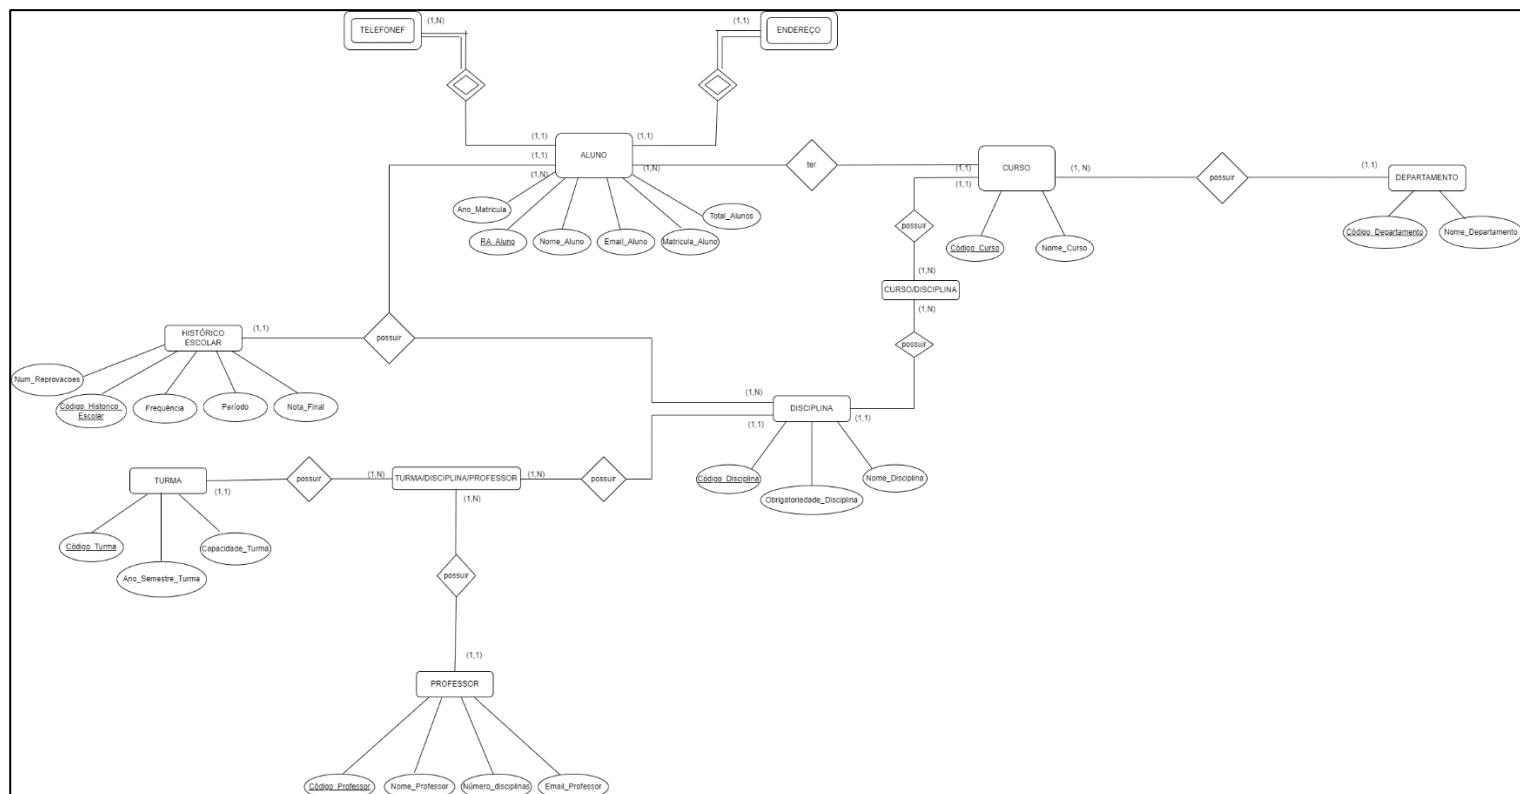 TELEFONEF
(1,N)
(1,1)
ENDEREÇO
(1,1)
(1,1)
ALUNO
(1,1)
(1,N)
(1,N)
ter
(1,1)
(1,1)
CURSO
(1, N)
possuir
(1,1)
DEPARTAMENTO
Ano_Matricula
RA_Aluno
Nome_Aluno
Email_Aluno
Matricula_Aluno
Total_Alunos
possuir
Código_Curso
Nome_Curso
Código_Departamento
Nome_Departamento
(1,N)
CURSO/DISCIPLINA
(1,N)
HISTÓRICO
ESCOLAR
(1,1)
possuir
possuir
Num_Reprovacoes
Código_Historico_
Escolar
Frequência
Período
Nota_Final
(1,N)
DISCIPLINA
(1,1)
(1,1)
Código_Disciplina
Obrigatoriedade_Disciplina
Nome_Disciplina
TURMA
(1,1)
possuir
(1,N)
TURMA/DISCIPLINA/PROFESSOR
(1,N)
possuir
(1,N)
Código_Turma
Ano_Semestre_Turma
Capacidade_Turma
possuir
(1,1)
PROFESSOR
Código_Professor
Nome_Professor
Número_disciplinas
Email_Professor